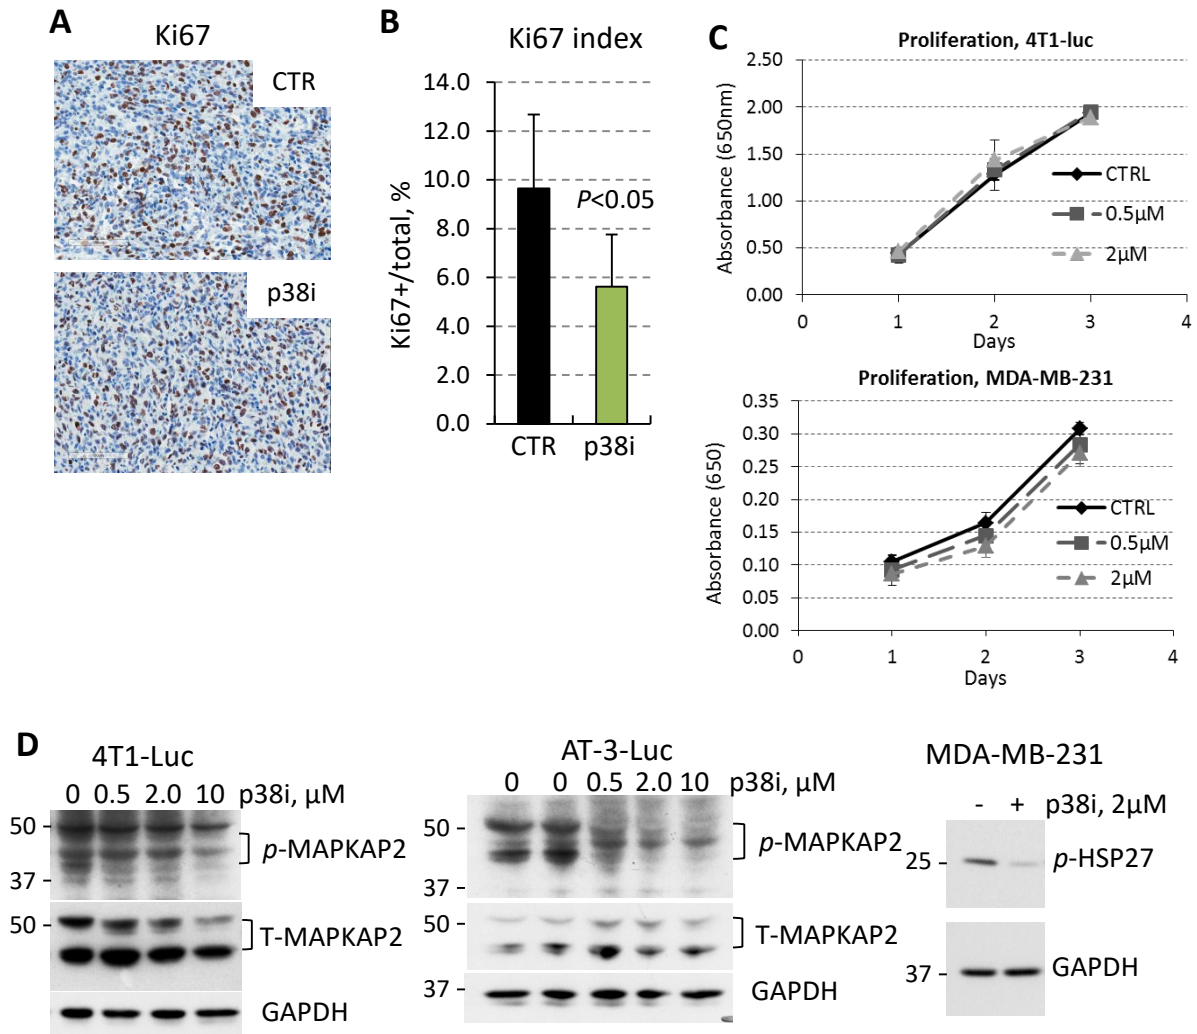 A
Ki67
CTR
p38i
B
Ki67 index
14.0
12.0
10.0
8.0
6.0
4.0
2.0
0.0
Ki67+/total, %
P<0.05
CTR p38i
C
Proliferation, 4T1-luc
2.50
2.00
1.50
1.00
0.50
0.00
Absorbance (650nm)
CTRL
0.5µM
2µM
0 1 2 3 4
Days
Proliferation, MDA-MB-231
0.35
0.30
0.25
0.20
0.15
0.10
0.05
0.00
Absorbance (650)
CTRL
0.5µM
2µM
0 1 2 3 4
Days
D
4T1-Luc
0 0.5 2.0 10 p38i, µM
50
p-MAPKAP2
37
50
T-MAPKAP2
GAPDH
AT-3-Luc
0 0 0.5 2.0 10 p38i, µM
50
p-MAPKAP2
37
50
T-MAPKAP2
37
GAPDH
MDA-MB-231
- + p38i, 2µM
25
p-HSP27
37
GAPDH